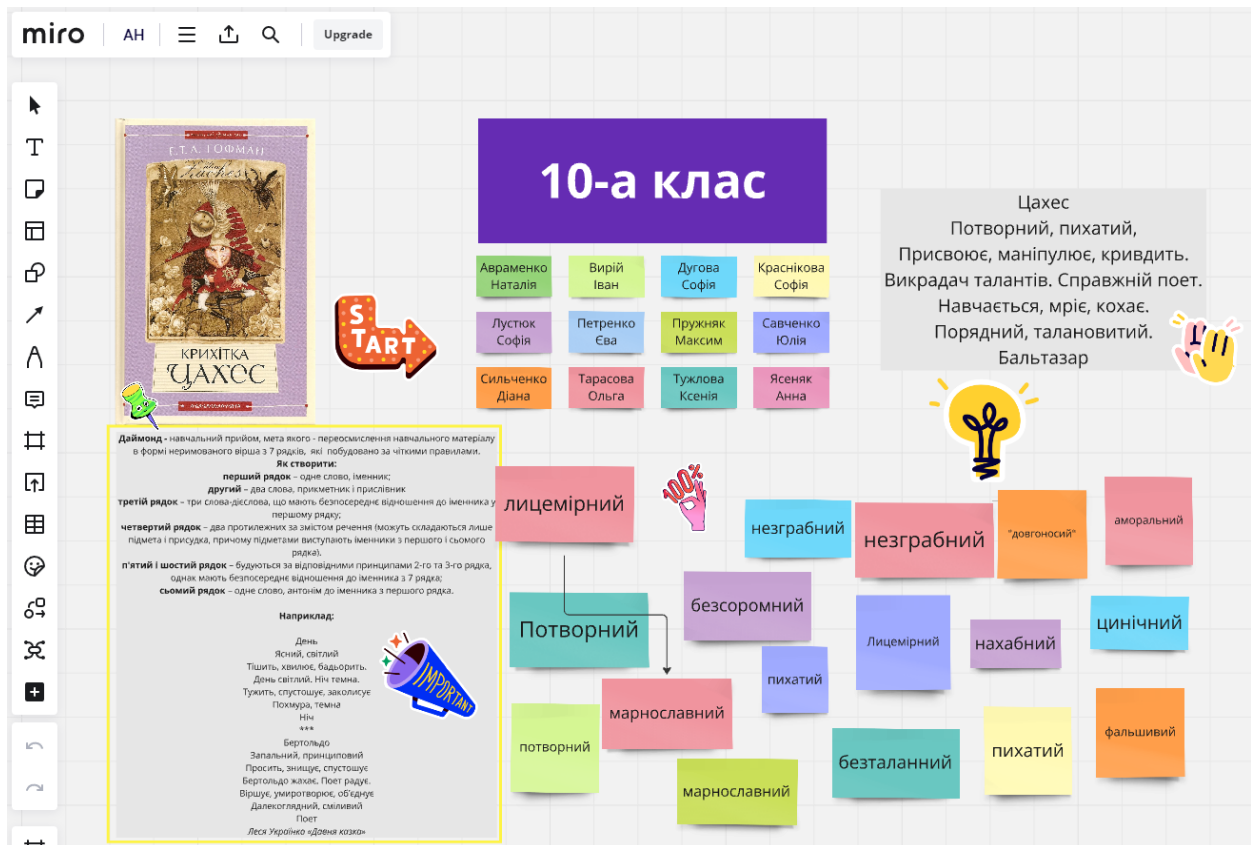 miro
AH
Upgrade
Е.Т.А. ГОФМАН
КРИХІТКА
ЦАХЕС
START
10-а клас
Авраменко
Наталія
Вирій
Іван
Дугова
Софія
Краснікова
Софія
Лустюк
Софія
Петренко
Єва
Пружняк
Максим
Савченко
Юлія
Сильченко
Діана
Тарасова
Ольга
Тужлова
Ксенія
Ясеняк
Анна
Цахес
Потворний, пихатий,
Присвоює, маніпулює, кривдить.
Викрадач талантів. Справжній поет.
Навчається, мріє, кохає.
Порядний, талановитий.
Бальтазар
Даймонд - навчальний прийом, мета якого - переосмислення навчального матеріалу
в формі неримованого вірша з 7 рядків, які побудовано за чіткими правилами.
Як створити:
перший рядок – одне слово, іменник;
другий – два слова, прикметник і прислівник
третій рядок – три слова-дієслова, що мають безпосереднє відношення до іменника у
першому рядку;
четвертий рядок – два протилежних за змістом речення (можуть складаються лише
підмета і присудка, причому підметами виступають іменники з першого і сьомого
рядка).
п'ятий і шостий рядок – будуються за відповідними принципами 2-го та 3-го рядка,
однак мають безпосереднє відношення до іменника з 7 рядка;
сьомий рядок – одне слово, антонім до іменника з першого рядка.
Наприклад:
День
Ясний, світлий
Тішить, хвилює, бадьорить.
День світлий. Ніч темна.
Тужить, спустошує, заколисує
Похмура, темна
Ніч
***
Бертольдо
Запальний, принциповий
Просить, знищує, спустошує
Бертольдо жахає. Поет радує.
Віршує, умиротворює, об'єднує
Далекоглядний, сміливий
Поет
Леся Українко «Давня казка»
IMPORTANT
100%
лицемірний
незграбний
незграбний
"довгоносий"
аморальний
Потворний
безсоромний
Лицемірний
нахабний
цинічний
пихатий
марнославний
потворний
марнославний
безталанний
пихатий
фальшивий